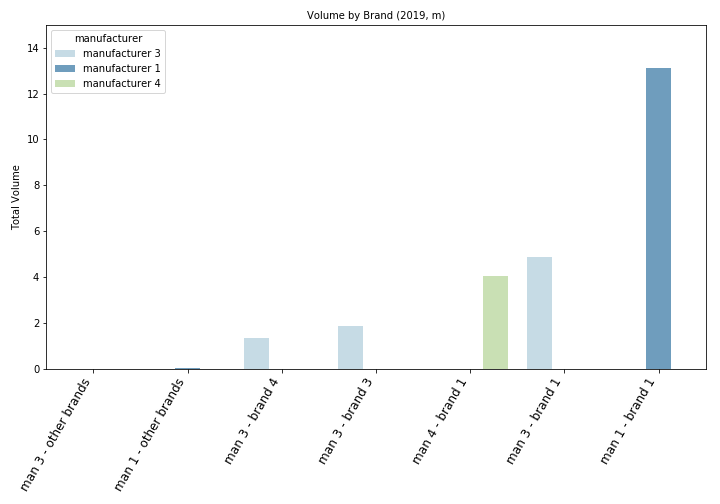 Volume by Brand (2019, m)
manufacturer
manufacturer 3
manufacturer 1
manufacturer 4
Total Volume
14
12
10
8
6
4
2
0
man 3 - other brands
man 1 - other brands
man 3 - brand 4
man 3 - brand 3
man 4 - brand 1
man 3 - brand 1
man 1 - brand 1